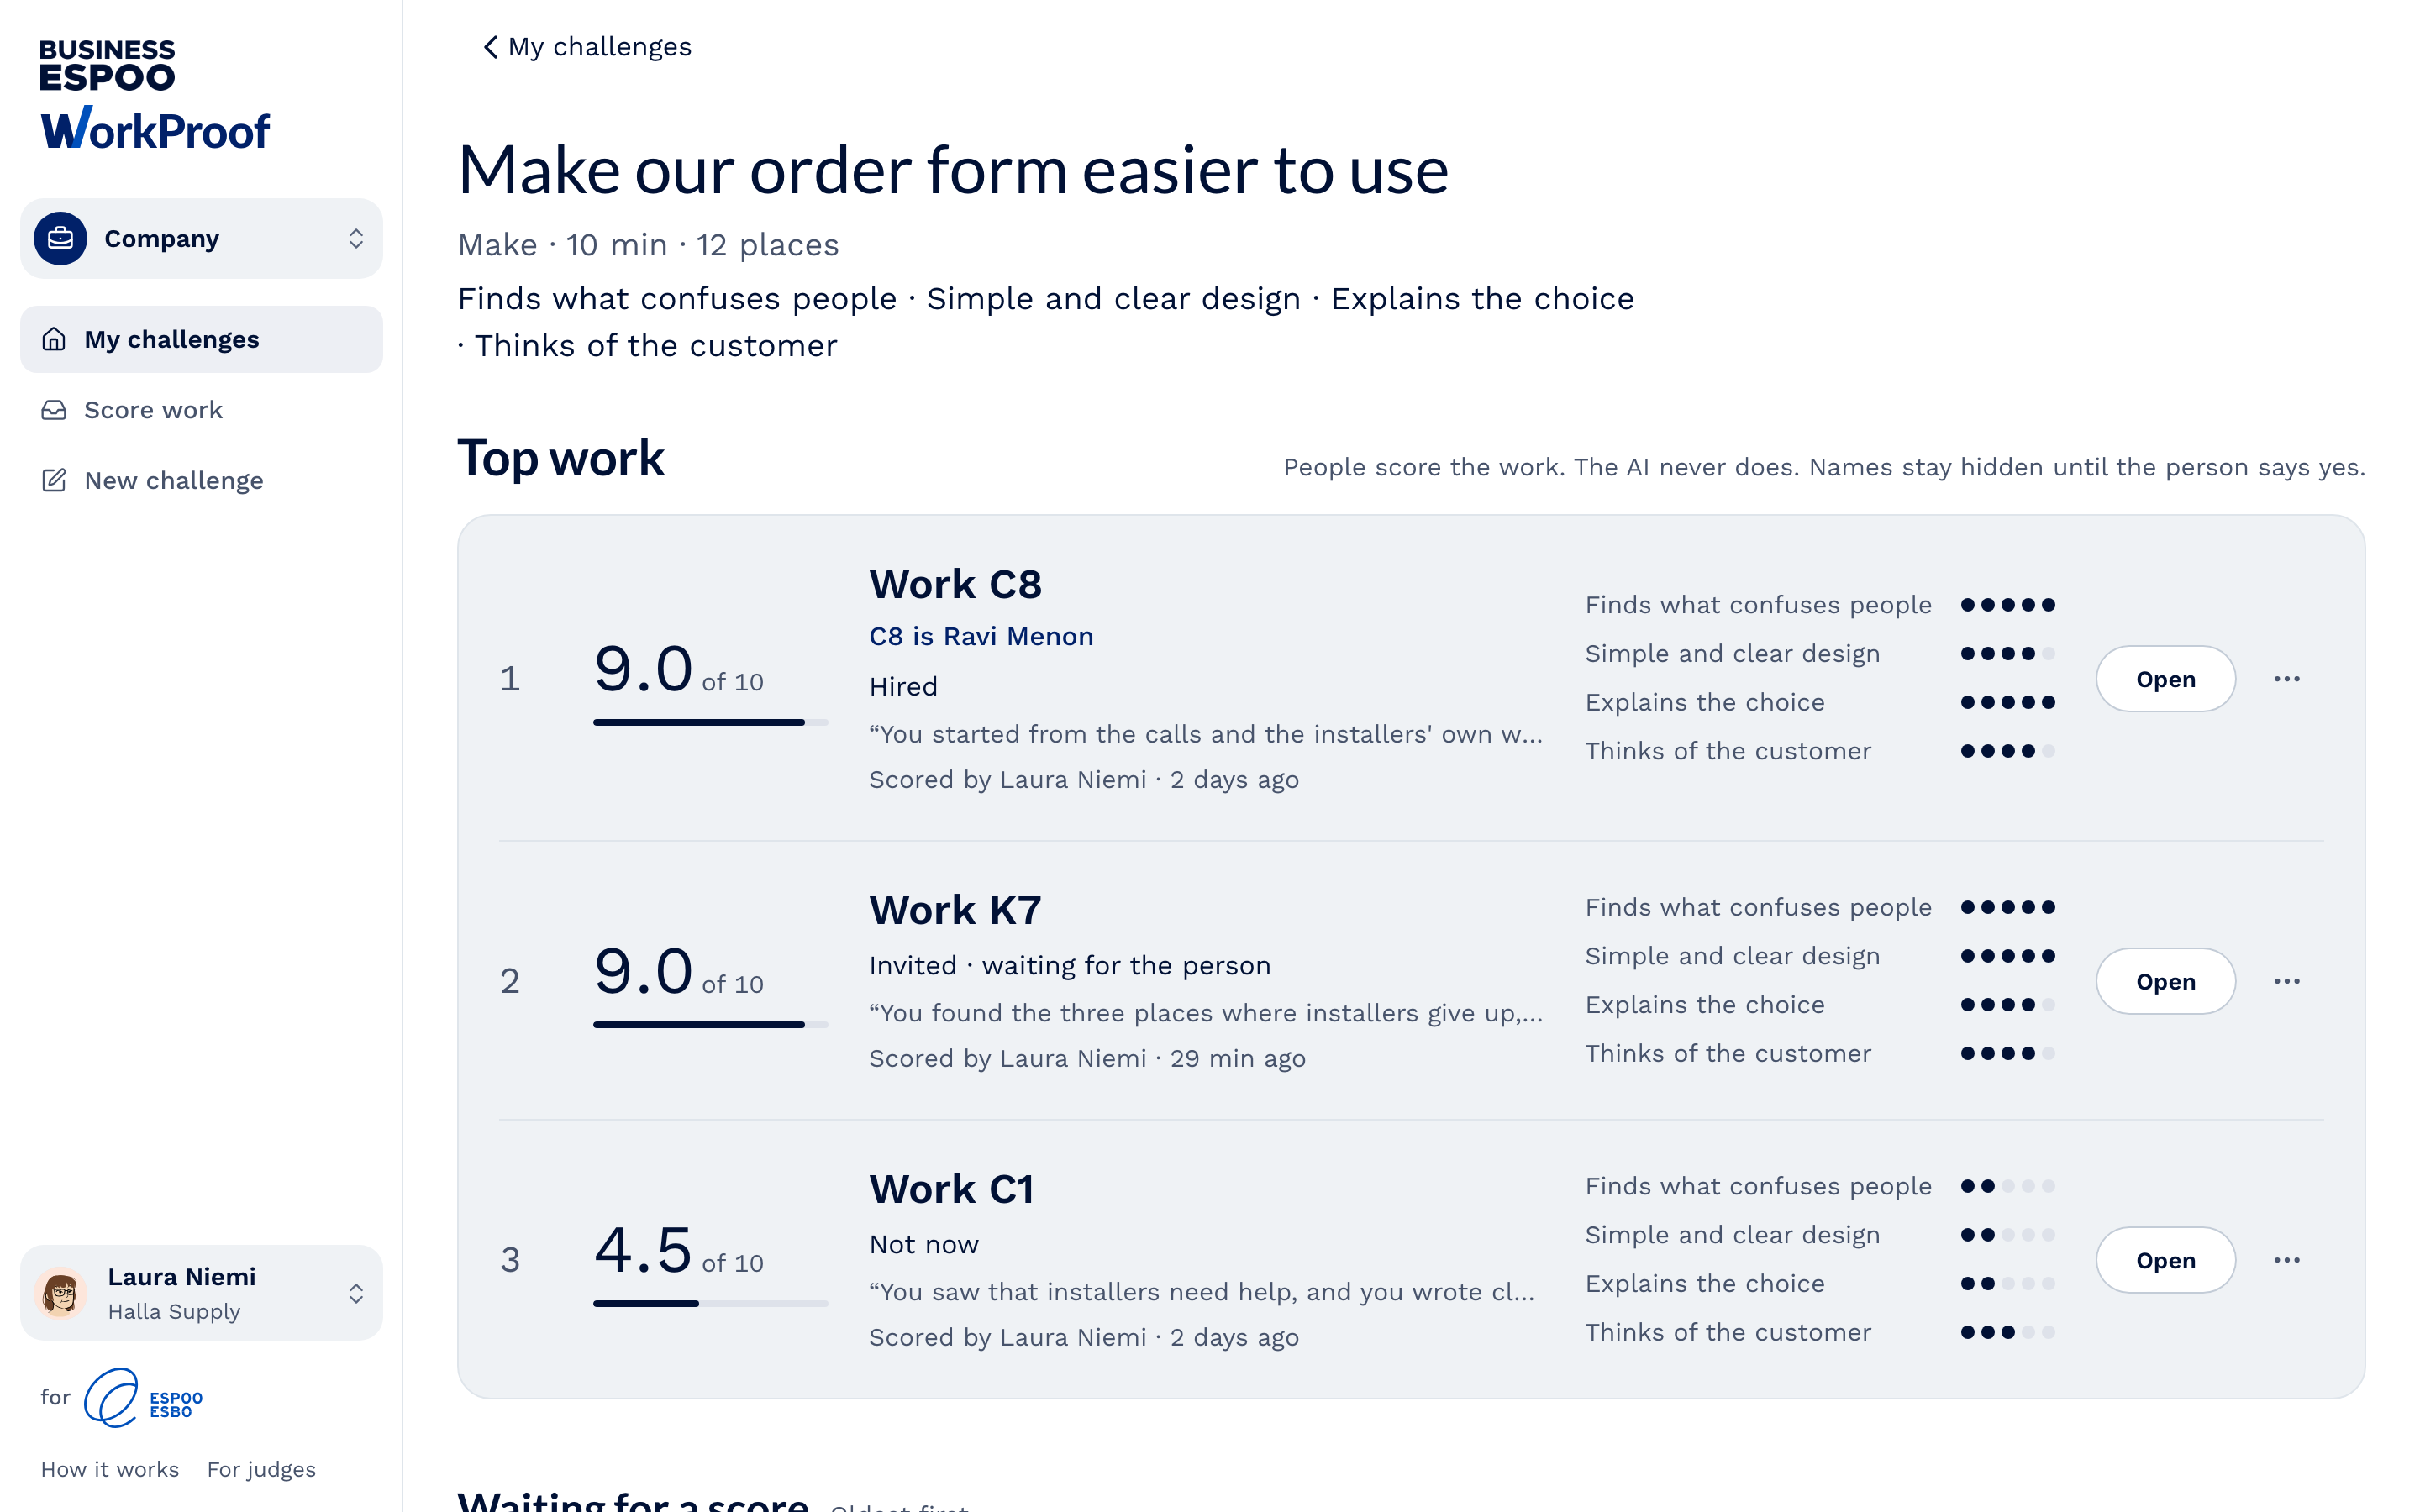 BUSINESS
ESPOO
WorkProof
Company
My challenges
Score work
New challenge
Laura Niemi
Halla Supply
for
ESPOO
ESBO
How it works For judges
My challenges
Make our order form easier to use
Make · 10 min · 12 places
Finds what confuses people · Simple and clear design · Explains the choice
· Thinks of the customer
Top work
People score the work. The AI never does. Names stay hidden until the person says yes.
1
9.0 of 10
Work C8
C8 is Ravi Menon
Hired
“You started from the calls and the installers' own w...
Scored by Laura Niemi · 2 days ago
Finds what confuses people
Simple and clear design
Explains the choice
Thinks of the customer
Open
2
9.0 of 10
Work K7
Invited · waiting for the person
“You found the three places where installers give up,...
Scored by Laura Niemi · 29 min ago
Finds what confuses people
Simple and clear design
Explains the choice
Thinks of the customer
Open
3
4.5 of 10
Work C1
Not now
“You saw that installers need help, and you wrote cl...
Scored by Laura Niemi · 2 days ago
Finds what confuses people
Simple and clear design
Explains the choice
Thinks of the customer
Open
Waiting for a score Oldest first